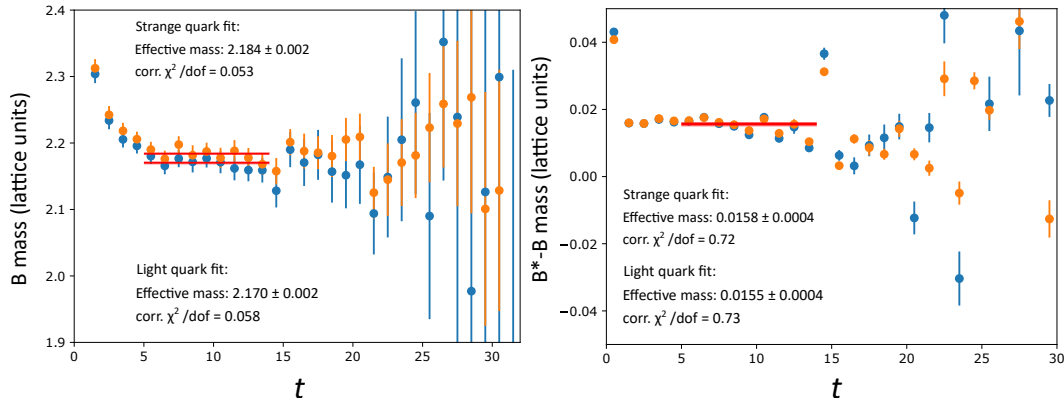 2.4
2.3
2.2
2.1
2.0
1.9
B mass (lattice units)
Strange quark fit:
Effective mass: 2.184 ± 0.002
corr. χ² /dof = 0.053
Light quark fit:
Effective mass: 2.170 ± 0.002
corr. χ² /dof = 0.058
0 5 10 15 20 25 30
t
0.04
0.02
0.00
−0.02
−0.04
B*-B mass (lattice units)
Strange quark fit:
Effective mass: 0.0158 ± 0.0004
corr. χ² /dof = 0.72
Light quark fit:
Effective mass: 0.0155 ± 0.0004
corr. χ² /dof = 0.73
0 5 10 15 20 25 30
t